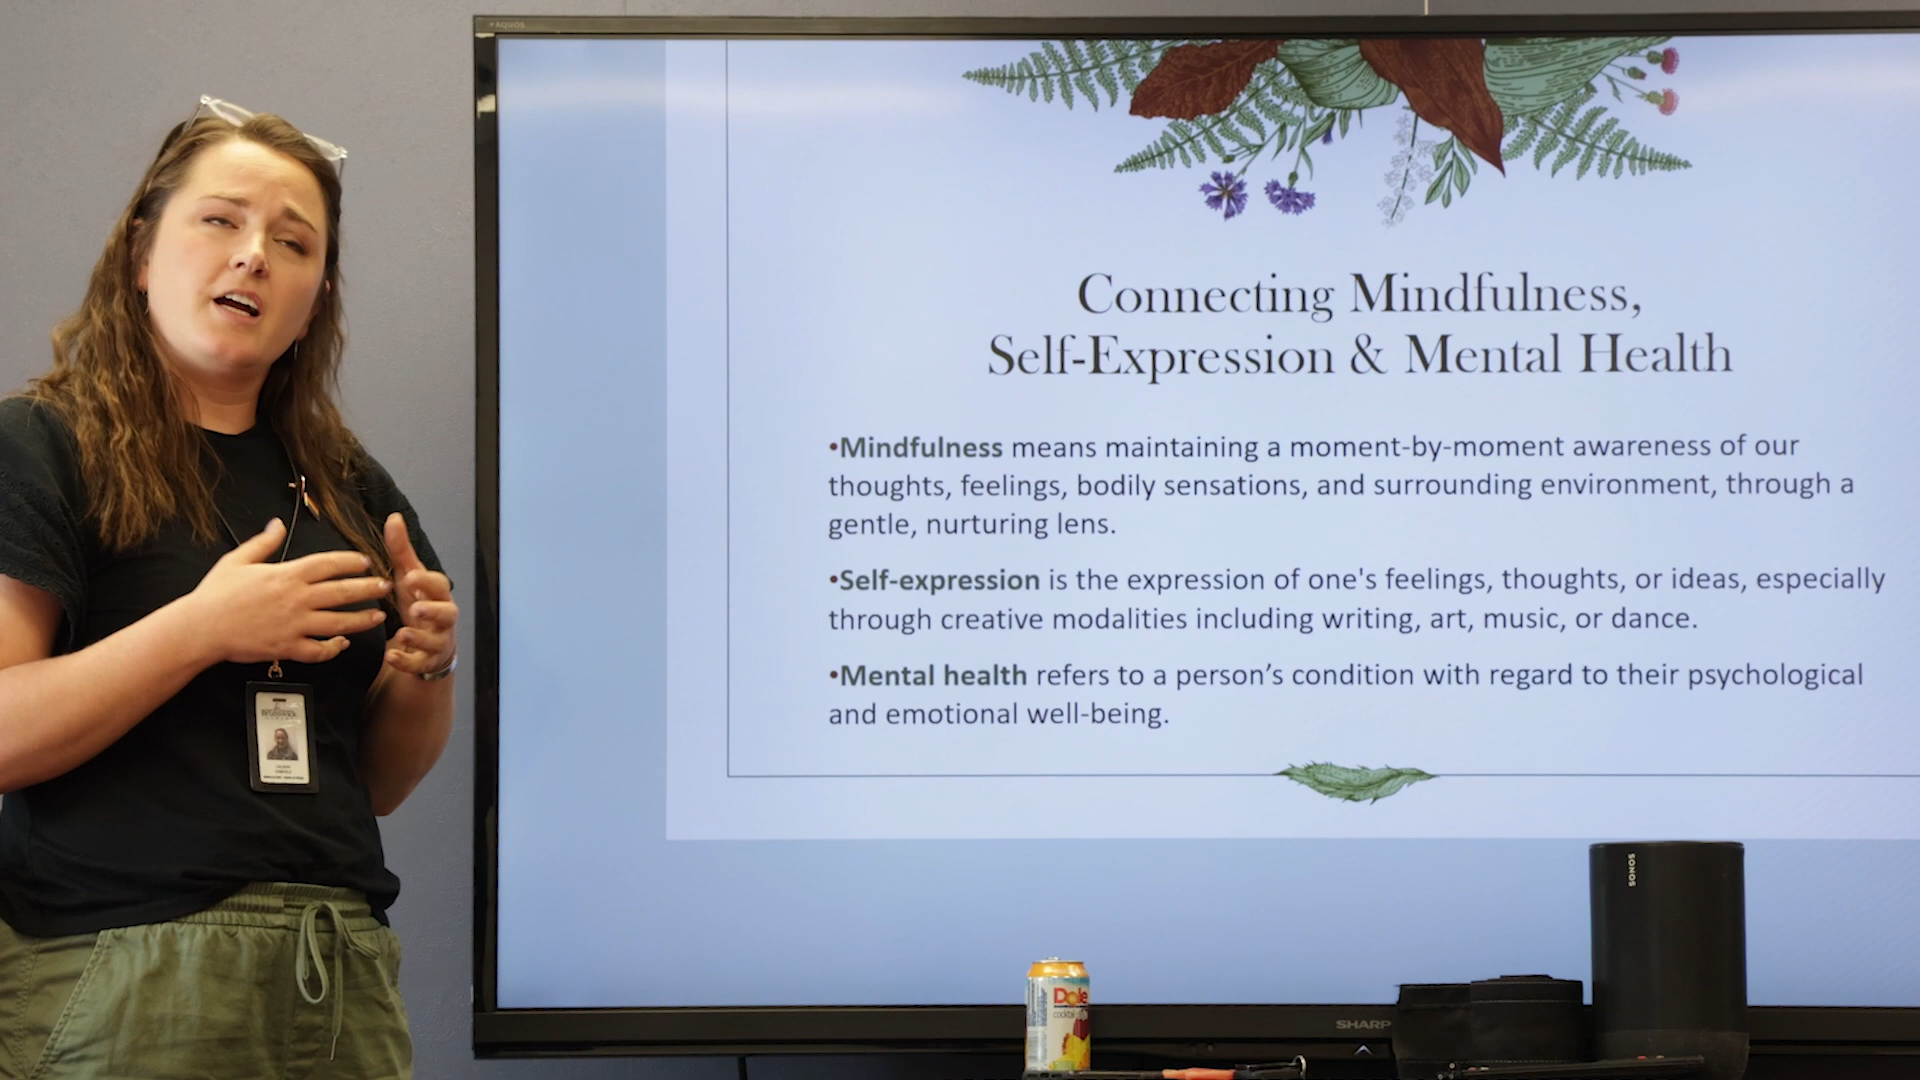 AQUOS
Connecting Mindfulness,
Self-Expression & Mental Health
•Mindfulness means maintaining a moment-by-moment awareness of our
thoughts, feelings, bodily sensations, and surrounding environment, through a
gentle, nurturing lens.
•Self-expression is the expression of one's feelings, thoughts, or ideas, especially
through creative modalities including writing, art, music, or dance.
•Mental health refers to a person’s condition with regard to their psychological
and emotional well-being.
SONOS
Dole
SHARP